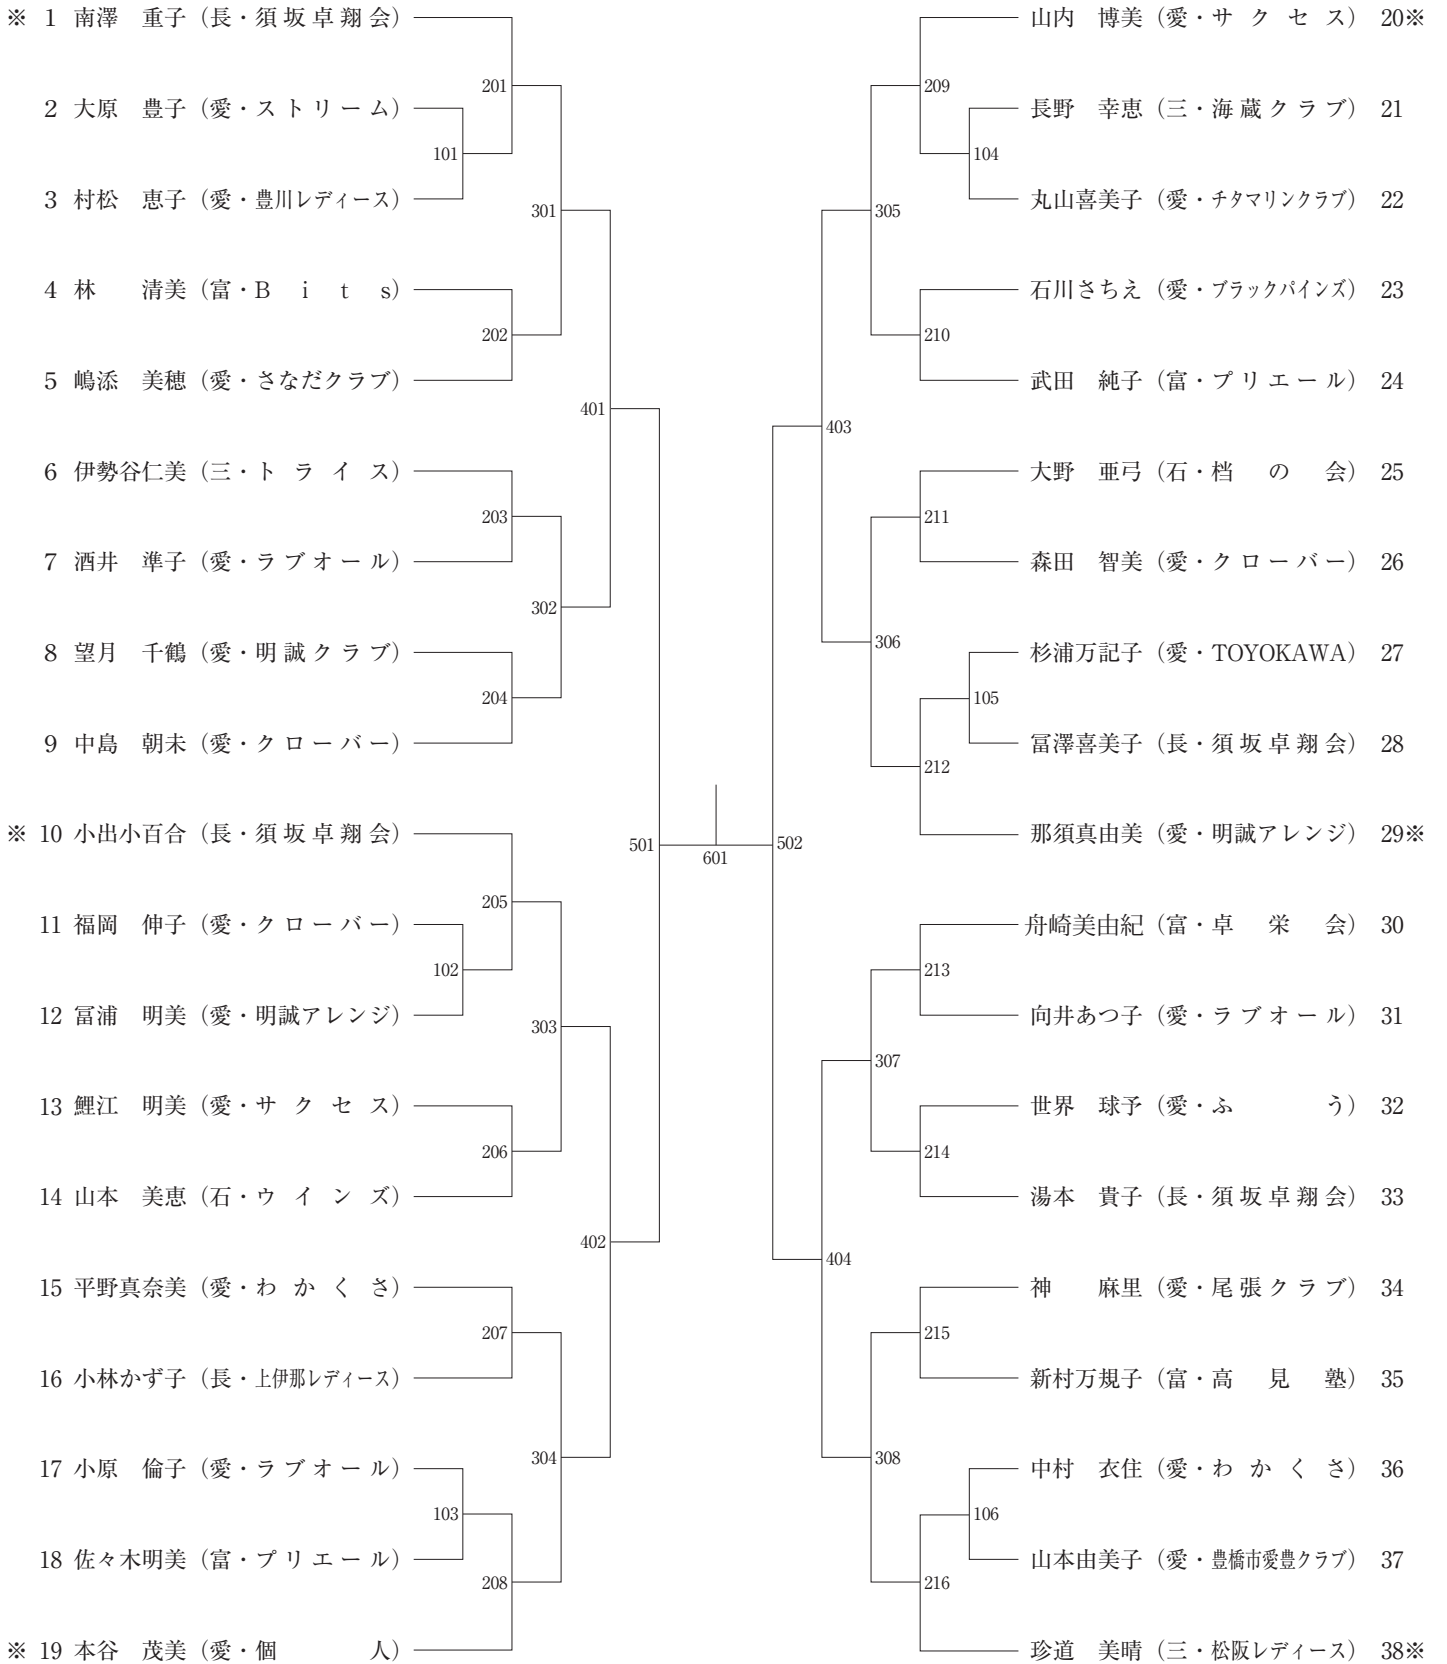 ※ 1 南澤　重子（長・須坂卓翔会）
201
2 大原　豊子（愛・ストリーム）
101
3 村松　恵子（愛・豊川レディース）
301
4 林　　清美（富・Bits）
202
5 嶋添　美穂（愛・さなだクラブ）
401
6 伊勢谷仁美（三・トライス）
203
7 酒井　準子（愛・ラブオール）
302
8 望月　千鶴（愛・明誠クラブ）
204
9 中島　朝未（愛・クローバー）
※ 10 小出小百合（長・須坂卓翔会）
501
205
11 福岡　伸子（愛・クローバー）
102
12 冨浦　明美（愛・明誠アレンジ）
303
13 鯉江　明美（愛・サクセス）
206
14 山本　美恵（石・ウインズ）
402
15 平野真奈美（愛・わかくさ）
207
16 小林かず子（長・上伊那レディース）
304
17 小原　倫子（愛・ラブオール）
103
18 佐々木明美（富・プリエール）
208
※ 19 本谷　茂美（愛・個人）
601
山内　博美（愛・サクセス） 20※
209
長野　幸恵（三・海蔵クラブ） 21
104
丸山喜美子（愛・チタマリンクラブ） 22
305
石川さちえ（愛・ブラックパインズ） 23
210
武田　純子（富・プリエール） 24
403
大野　亜弓（石・档の会） 25
211
森田　智美（愛・クローバー） 26
306
杉浦万記子（愛・TOYOKAWA） 27
105
冨澤喜美子（長・須坂卓翔会） 28
212
那須真由美（愛・明誠アレンジ） 29※
502
舟崎美由紀（富・卓栄会） 30
213
向井あつ子（愛・ラブオール） 31
307
世界　球予（愛・ふう） 32
214
湯本　貴子（長・須坂卓翔会） 33
404
神　　麻里（愛・尾張クラブ） 34
215
新村万規子（富・高見塾） 35
308
中村　衣住（愛・わかくさ） 36
106
山本由美子（愛・豊橋市愛豊クラブ） 37
216
珍道　美晴（三・松阪レディース） 38※